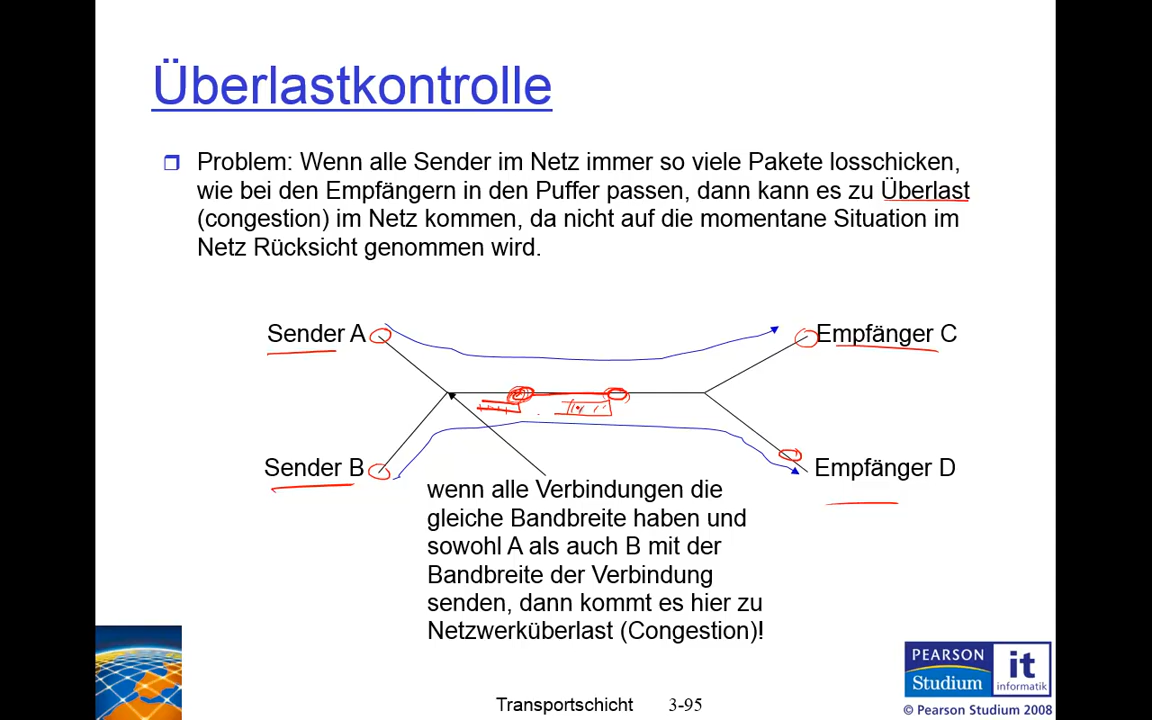 Überlastkontrolle
Problem: Wenn alle Sender im Netz immer so viele Pakete losschicken,
wie bei den Empfängern in den Puffer passen, dann kann es zu Überlast
(congestion) im Netz kommen, da nicht auf die momentane Situation im
Netz Rücksicht genommen wird.
Sender A
Empfänger C
Sender B
Empfänger D
wenn alle Verbindungen die
gleiche Bandbreite haben und
sowohl A als auch B mit der
Bandbreite der Verbindung
senden, dann kommt es hier zu
Netzwerküberlast (Congestion)!
PEARSON
Studium
it
informatik
Transportschicht 3-95
© Pearson Studium 2008